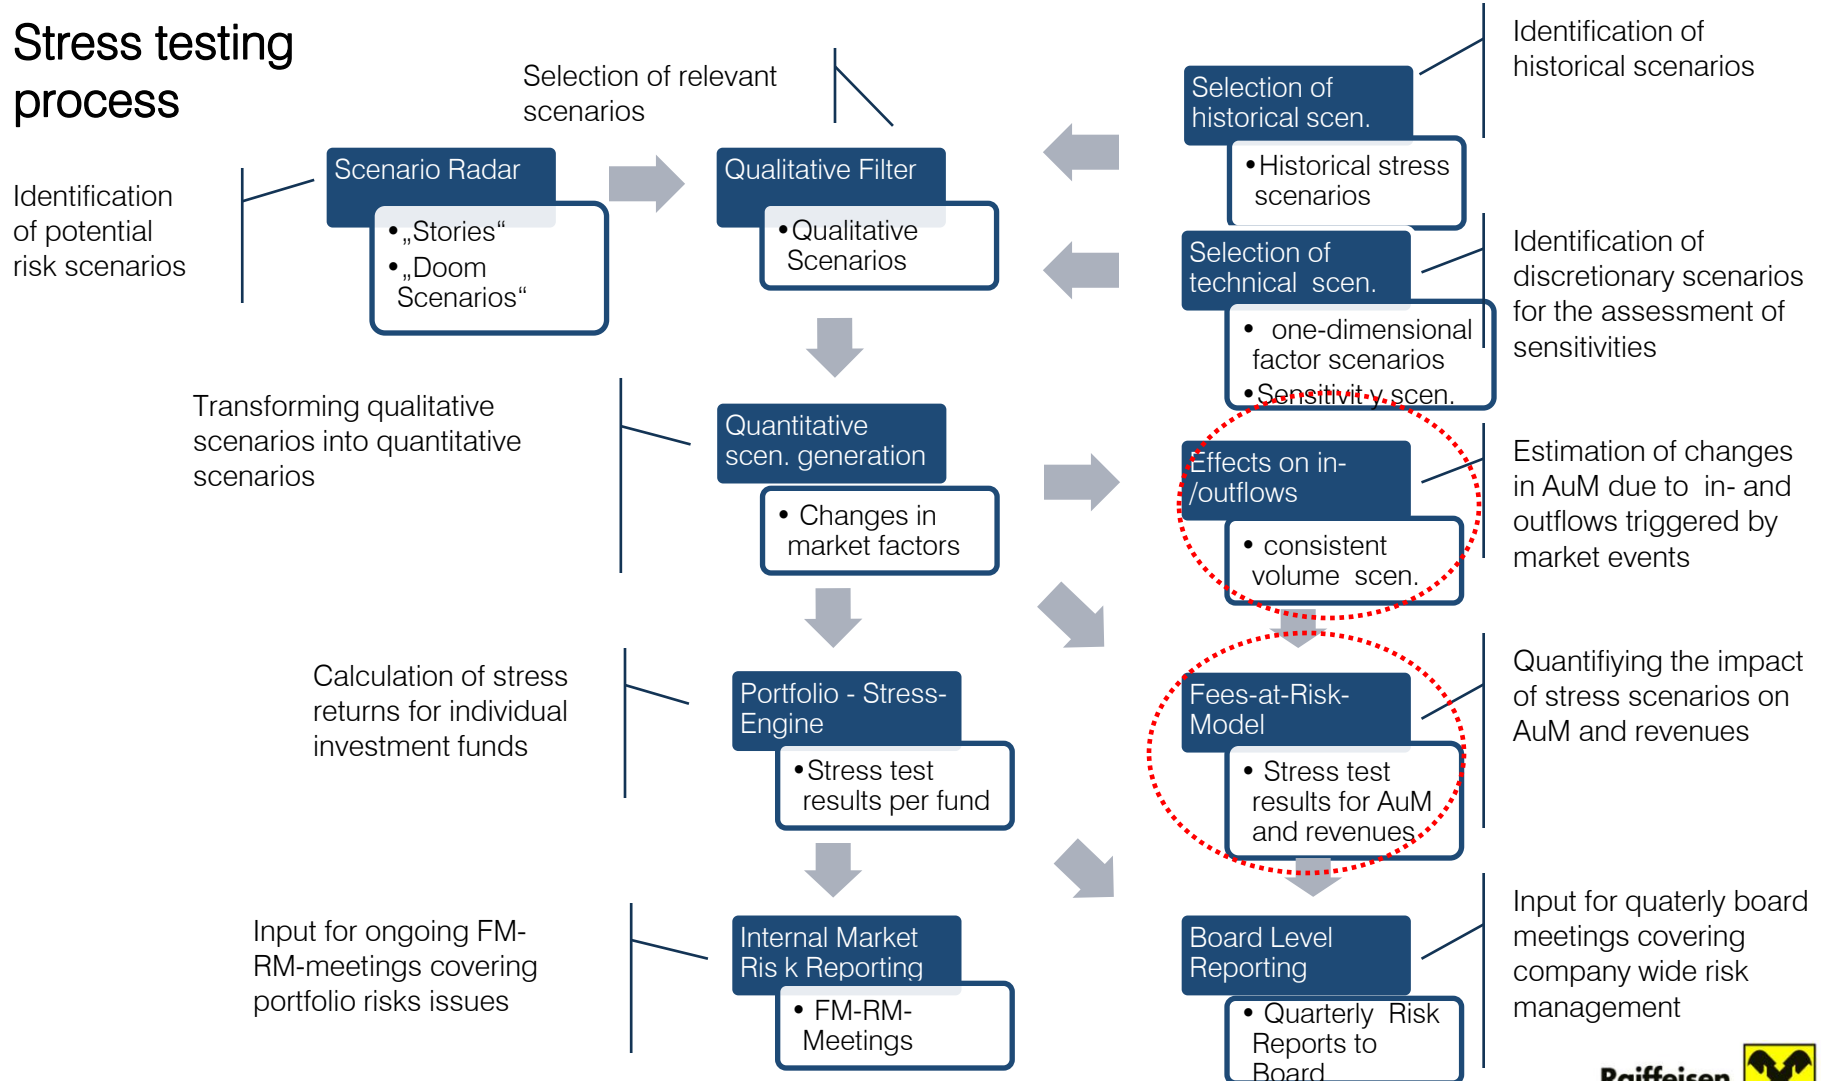 Stress testing
process
Selection of relevant
scenarios
Identification of
historical scenarios
Selection of
historical scen.
•Historical stress
scenarios
Identification
of potential
risk scenarios
Scenario Radar
•„Stories“
•„Doom
Scenarios“
Qualitative Filter
•Qualitative
Scenarios
Selection of
technical  scen.
•  one-dimensional
factor scenarios
•Sensitivit y scen.
Identification of
discretionary scenarios
for the assessment of
sensitivities
Transforming qualitative
scenarios into quantitative
scenarios
Quantitative
scen. generation
• Changes in
market factors
Effects on in-
/outflows
• consistent
volume  scen.
Estimation of changes
in AuM due to  in- and
outflows triggered by
market events
Calculation of stress
returns for individual
investment funds
Portfolio - Stress-
Engine
•Stress test
results per fund
Fees-at-Risk-
Model
• Stress test
results for AuM
and revenues
Quantifiying the impact
of stress scenarios on
AuM and revenues
Input for ongoing FM-
RM-meetings covering
portfolio risks issues
Internal Market
Ris k Reporting
• FM-RM-
Meetings
Board Level
Reporting
• Quarterly  Risk
Reports to
Board
Input for quaterly board
meetings covering
company wide risk
management
Raiffeisen